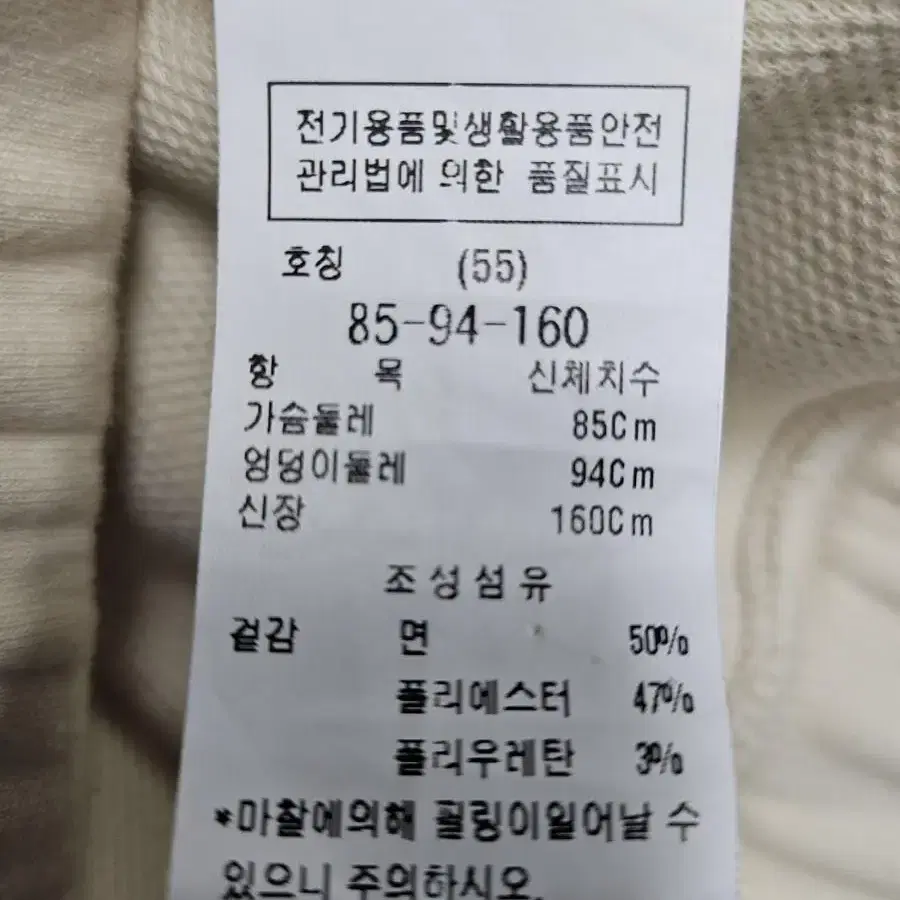 전기용품및생활용품안전
관리법에 의한 품질표시
호칭 (55)
85-94-160
항 목 신체치수
가슴둘레 85Cm
엉덩이둘레 94Cm
신장 160Cm
조성섬유
겉감 면 50%
폴리에스터 47%
폴리우레탄 3%
*마찰에의해 필링이일어날 수
있으니 주의하시오.